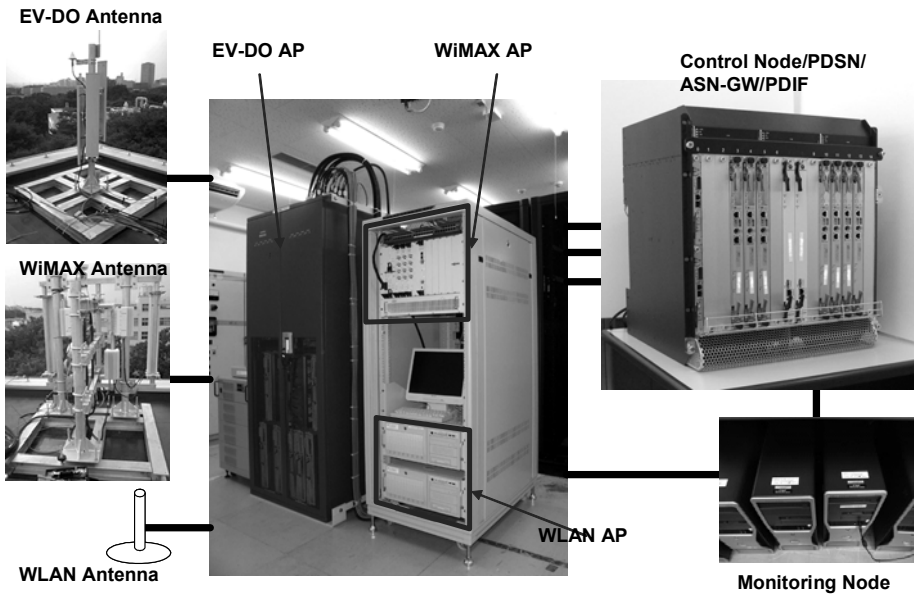 EV-DO Antenna
EV-DO AP
WiMAX AP
Control Node/PDSN/
ASN-GW/PDIF
WiMAX Antenna
WLAN AP
WLAN Antenna
Monitoring Node